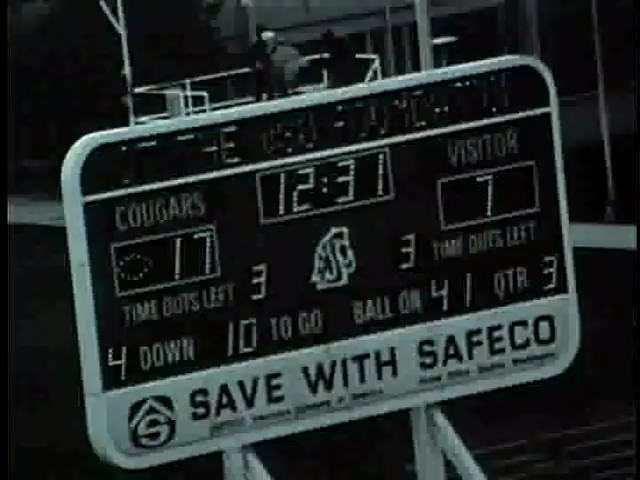 12:31
COUGARS VISITOR
17 7
WSC
TIME OUTS LEFT 3 3 TIME OUTS LEFT
4 DOWN 10 TO GO BALL ON 41 QTR 3
SAVE WITH SAFECO